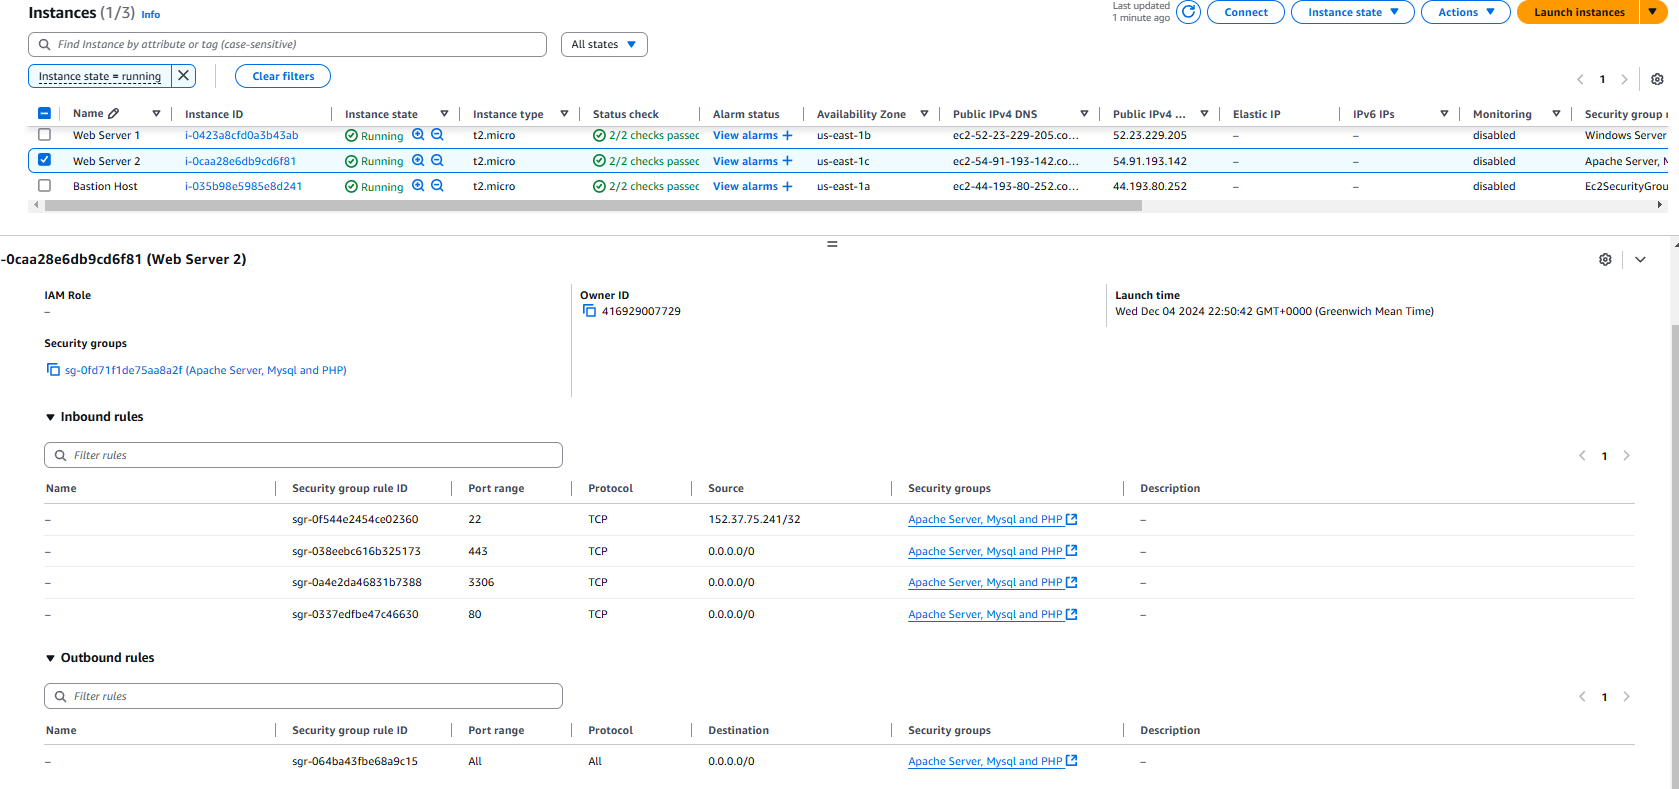 Instances (1/3) Info
Last updated
1 minute ago
Connect
Instance state
Actions
Launch instances
Find Instance by attribute or tag (case-sensitive)
All states
Instance state = running
Clear filters
1
Name Instance ID Instance state Instance type Status check Alarm status Availability Zone Public IPv4 DNS Public IPv4 ... Elastic IP IPv6 IPs Monitoring Security group
Web Server 1 i-0423a8cfd0a3b43ab Running t2.micro 2/2 checks passec View alarms + us-east-1b ec2-52-23-229-205.co... 52.23.229.205 – – disabled Windows Server
Web Server 2 i-0caa28e6db9cd6f81 Running t2.micro 2/2 checks passec View alarms + us-east-1c ec2-54-91-193-142.co... 54.91.193.142 – – disabled Apache Server, M
Bastion Host i-035b98e5985e8d241 Running t2.micro 2/2 checks passec View alarms + us-east-1a ec2-44-193-80-252.co... 44.193.80.252 – – disabled Ec2SecurityGrou
-0caa28e6db9cd6f81 (Web Server 2)
IAM Role
–
Owner ID
416929007729
Launch time
Wed Dec 04 2024 22:50:42 GMT+0000 (Greenwich Mean Time)
Security groups
sg-0fd71f1de75aa8a2f (Apache Server, Mysql and PHP)
Inbound rules
Filter rules
1
Name Security group rule ID Port range Protocol Source Security groups Description
– sgr-0f544e2454ce02360 22 TCP 152.37.75.241/32 Apache Server, Mysql and PHP –
– sgr-038eebc616b325173 443 TCP 0.0.0.0/0 Apache Server, Mysql and PHP –
– sgr-0a4e2da46831b7388 3306 TCP 0.0.0.0/0 Apache Server, Mysql and PHP –
– sgr-0337edfbe47c46630 80 TCP 0.0.0.0/0 Apache Server, Mysql and PHP –
Outbound rules
Filter rules
1
Name Security group rule ID Port range Protocol Destination Security groups Description
– sgr-064ba43fbe68a9c15 All All 0.0.0.0/0 Apache Server, Mysql and PHP –